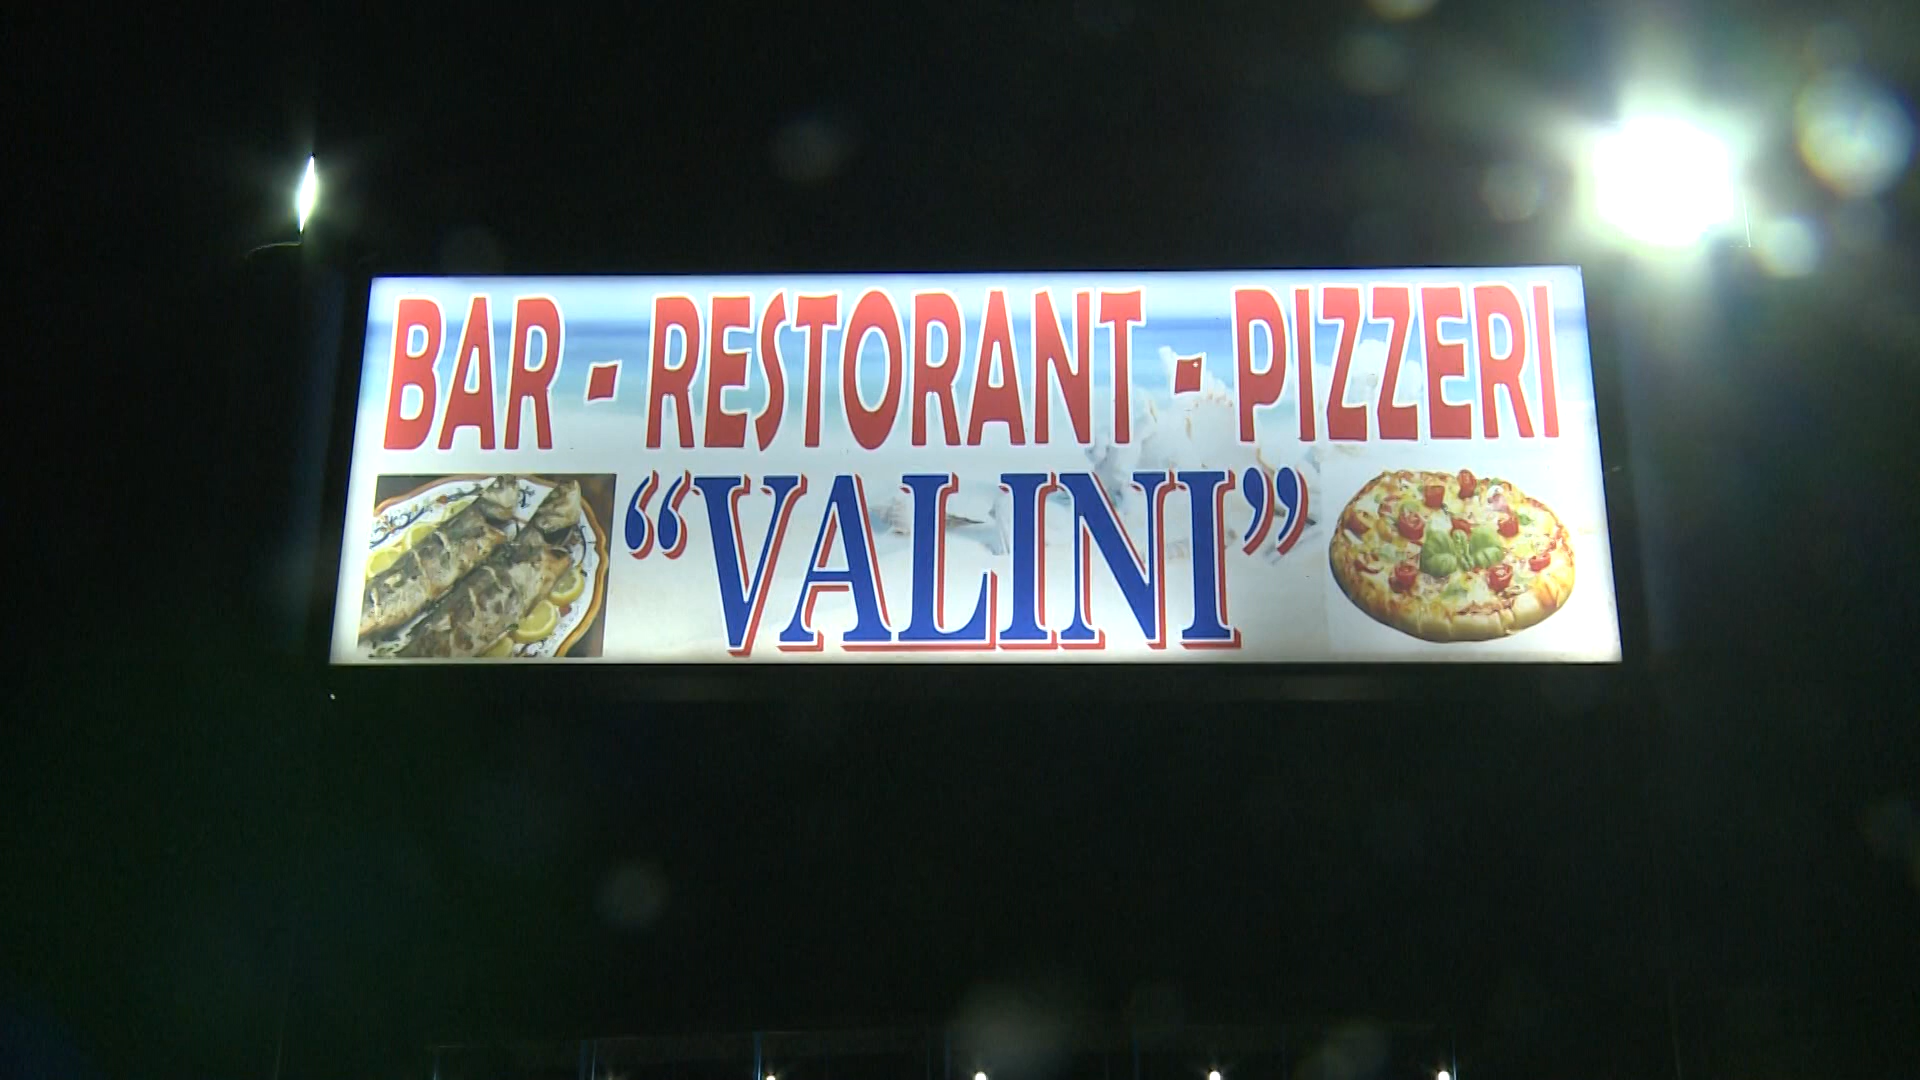 BAR - RESTORANT - PIZZERI
“VALINI”